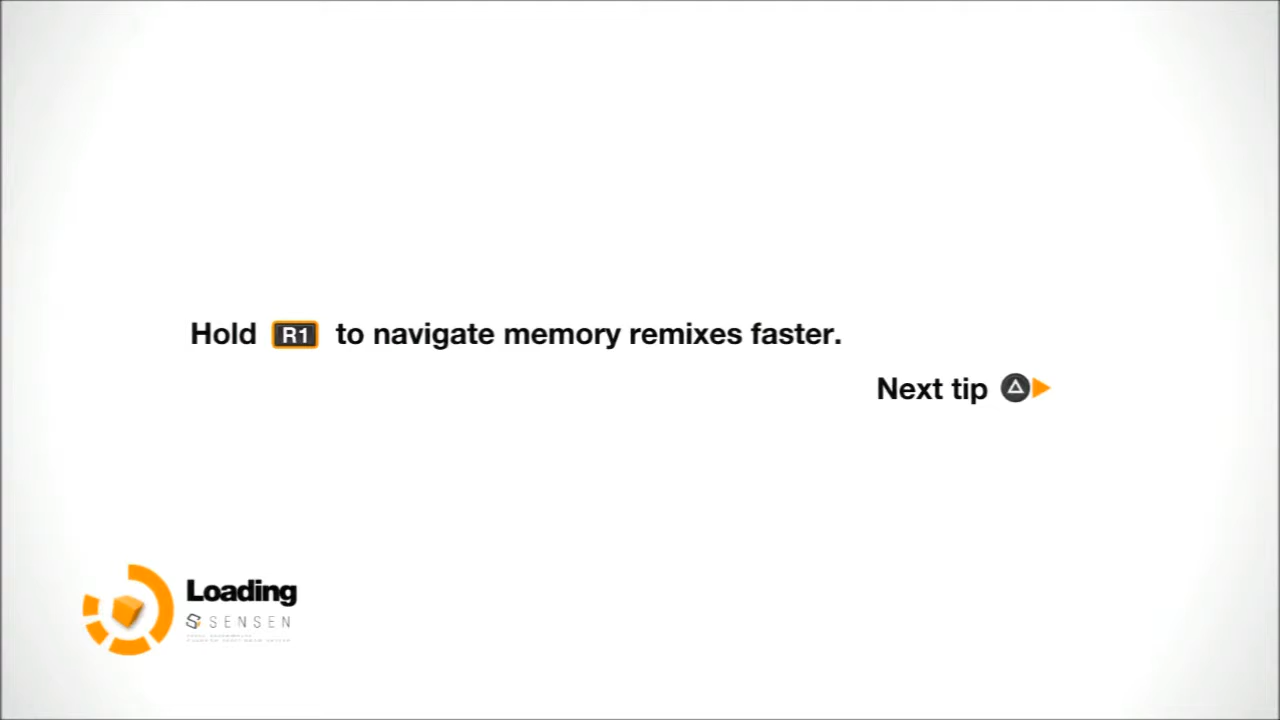 Hold R1 to navigate memory remixes faster.
Next tip
Loading
SENSEN